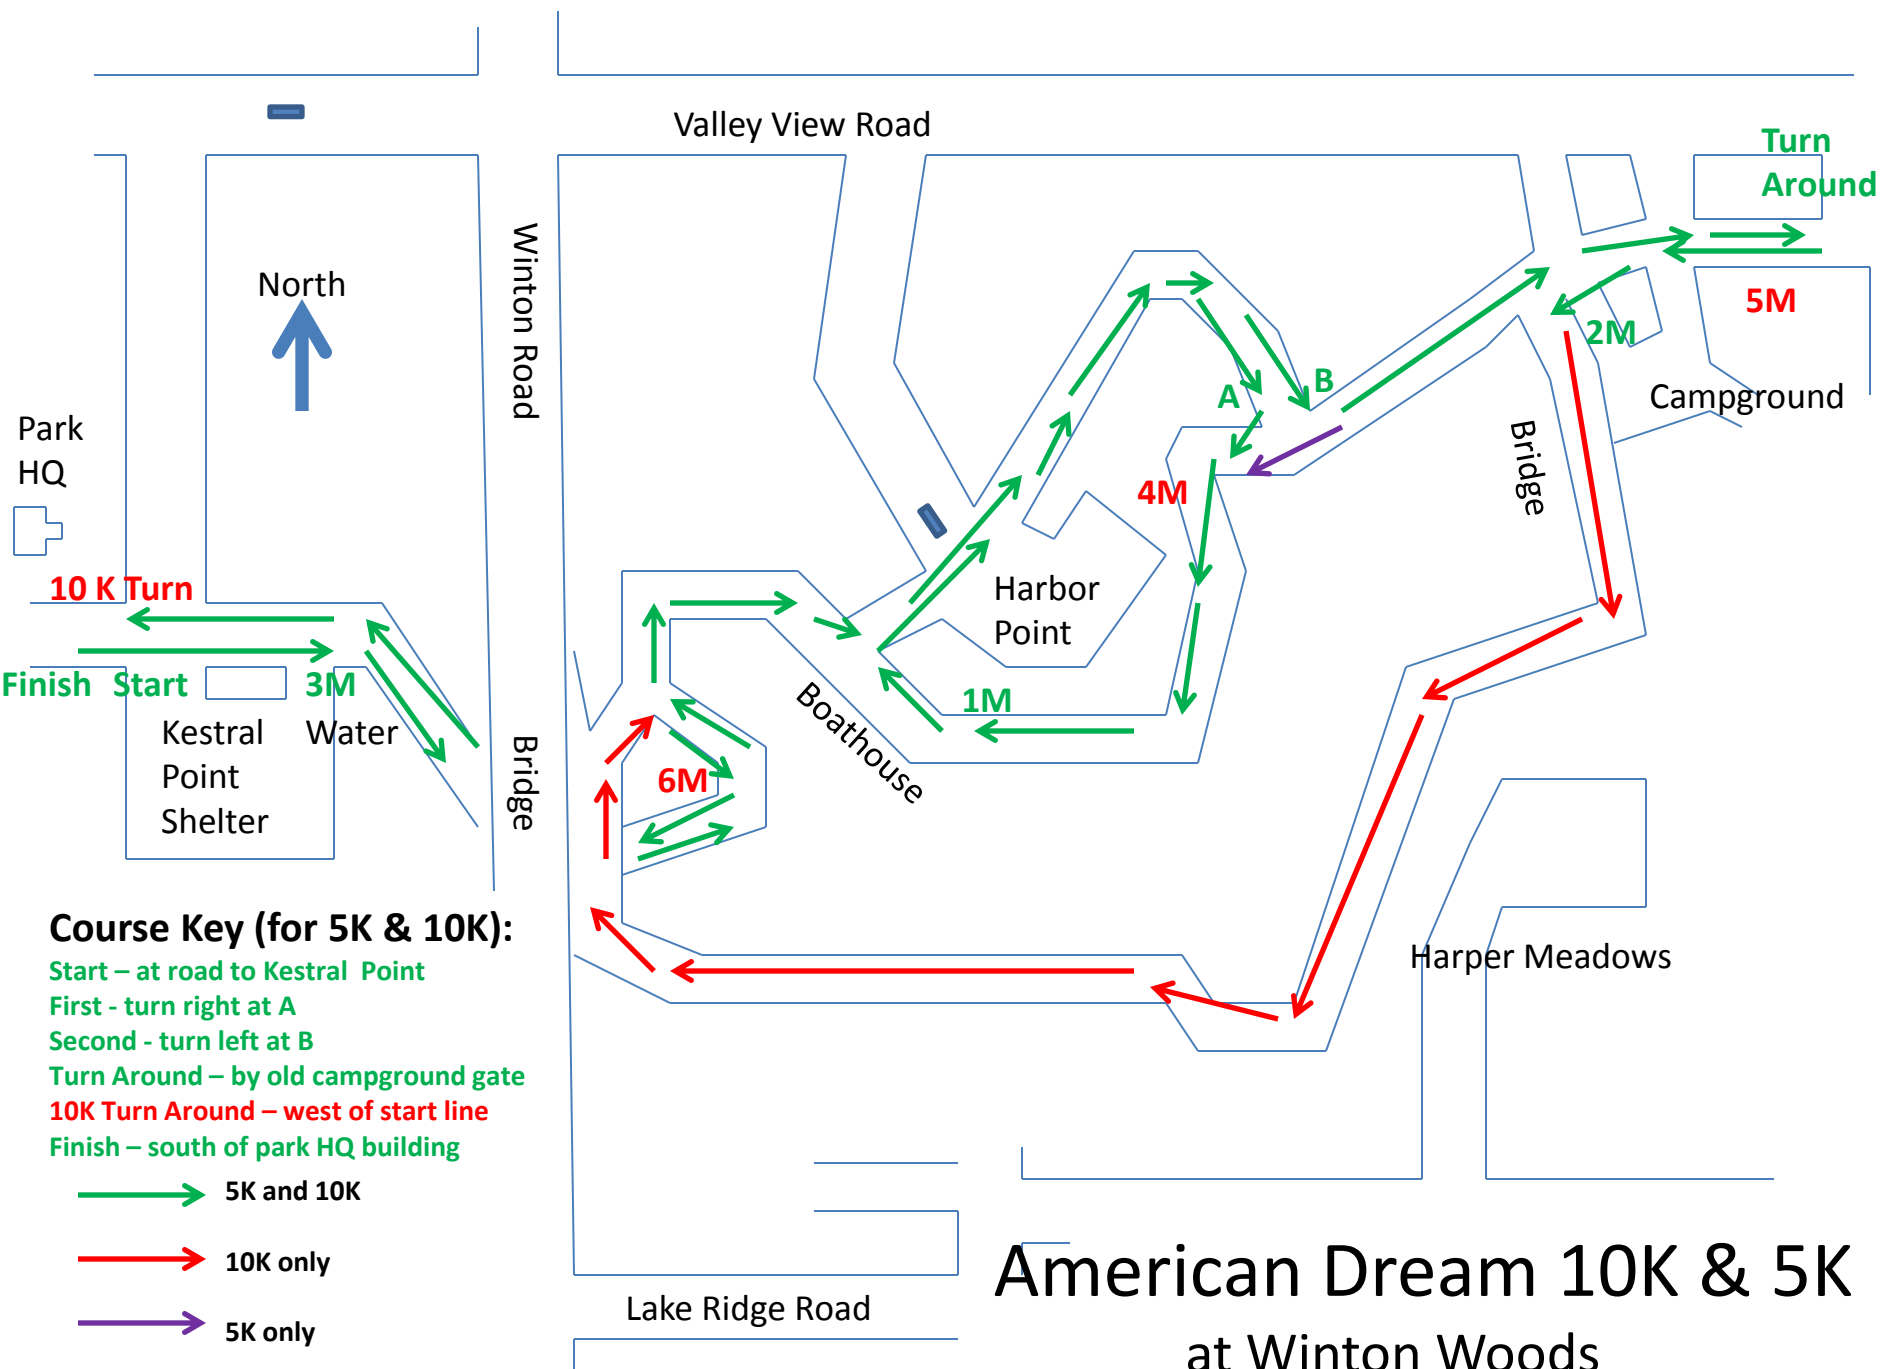 Valley View Road
Turn
Around
Winton Road
North
5M
2M
B
A
Campground
Park
HQ
Bridge
4M
10 K Turn
Harbor
Point
Finish Start
3M
1M
Boathouse
Kestral
Point
Shelter
Water
Bridge
6M
Course Key (for 5K & 10K):
Start – at road to Kestral Point
First - turn right at A
Second - turn left at B
Turn Around – by old campground gate
10K Turn Around – west of start line
Finish – south of park HQ building
5K and 10K
10K only
5K only
Harper Meadows
Lake Ridge Road
American Dream 10K & 5K
at Winton Woods